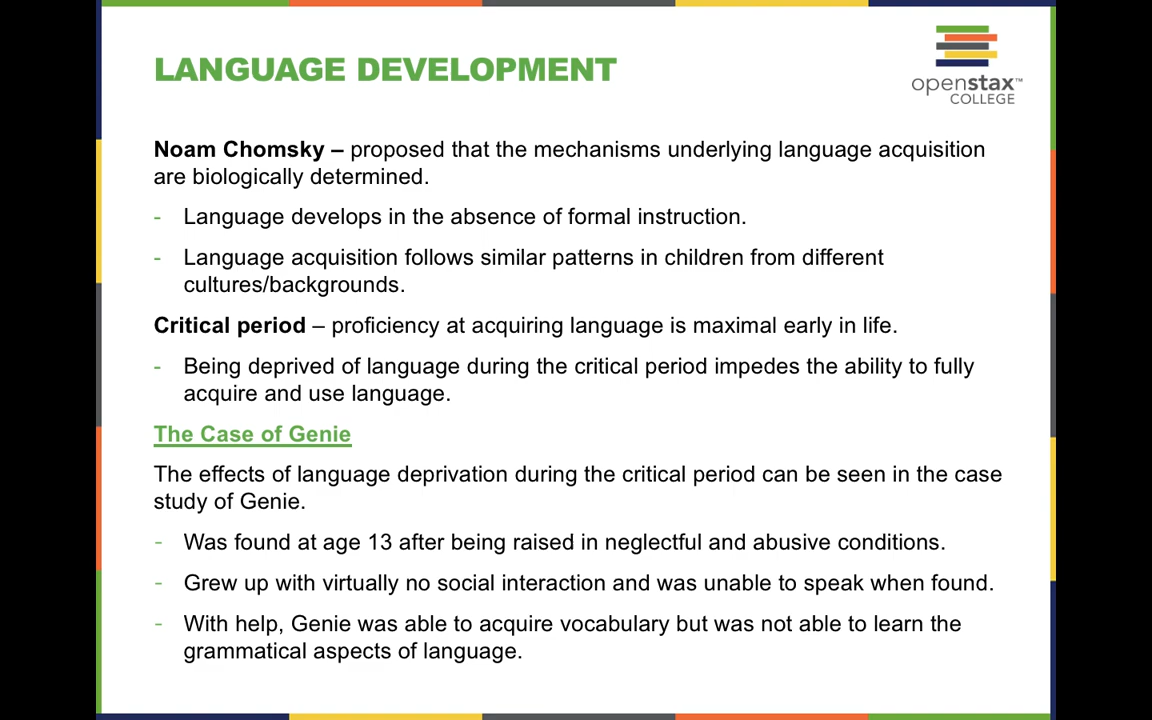 LANGUAGE DEVELOPMENT
openstax™
COLLEGE
Noam Chomsky – proposed that the mechanisms underlying language acquisition
are biologically determined.
- Language develops in the absence of formal instruction.
- Language acquisition follows similar patterns in children from different
cultures/backgrounds.
Critical period – proficiency at acquiring language is maximal early in life.
- Being deprived of language during the critical period impedes the ability to fully
acquire and use language.
The Case of Genie
The effects of language deprivation during the critical period can be seen in the case
study of Genie.
- Was found at age 13 after being raised in neglectful and abusive conditions.
- Grew up with virtually no social interaction and was unable to speak when found.
- With help, Genie was able to acquire vocabulary but was not able to learn the
grammatical aspects of language.